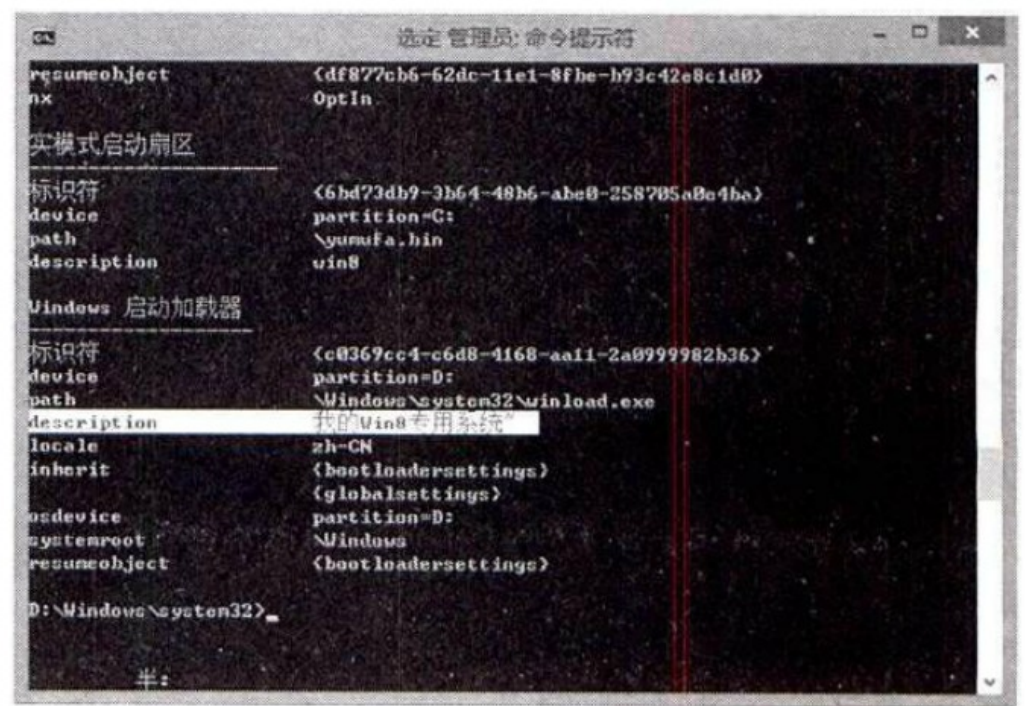 选定 管理员: 命令提示符
resumeobject {df877cb6-62dc-11e1-8fbe-b93c42e8c1d0}
nx OptIn
实模式启动扇区
标识符 {6bd73db9-3b64-48b6-abe0-258705a0e4ba}
device partition=C:
path \yumufa.bin
description win8
Windows 启动加载器
标识符 {c0369cc4-c6d8-4168-aa11-2a0999982b36}
device partition=D:
path \Windows\system32\winload.exe
description 我的Win8专用系统"
locale zh-CN
inherit {bootloadersettings}
{globalsettings}
osdevice partition=D:
systemroot \Windows
resumeobject {bootloadersettings}
D:\Windows\system32>_
半: